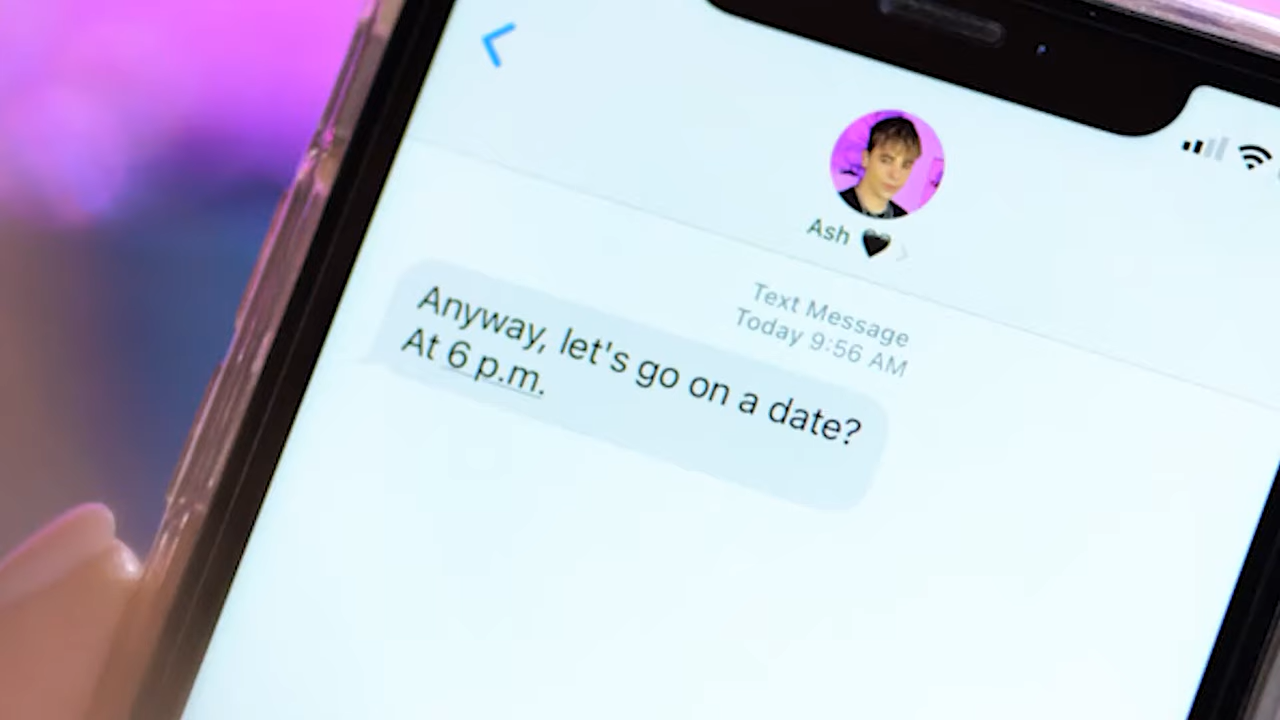 Ash 🖤
Text Message
Today 9:56 AM
Anyway, let's go on a date?
At 6 p.m.